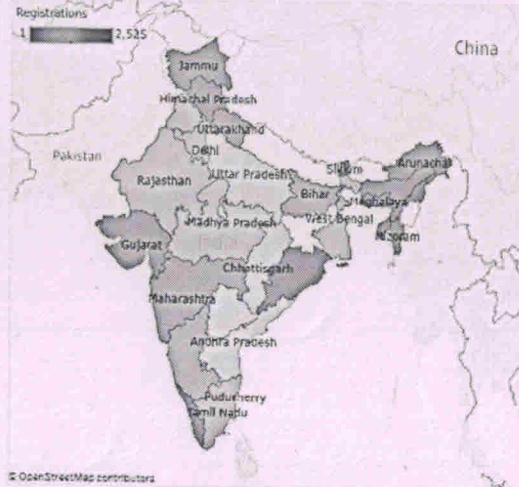 Registrations
1 2,525
China
Jammu
Himachal Pradesh
Uttarakhand
Pakistan
Delhi
Rajasthan
Uttar Pradesh
Sikkim
Arunachal
Bihar
Meghalaya
West Bengal
Mizoram
Madhya Pradesh
India
Gujarat
Chhattisgarh
Maharashtra
Andhra Pradesh
Puducherry
Tamil Nadu
© OpenStreetMap contributors